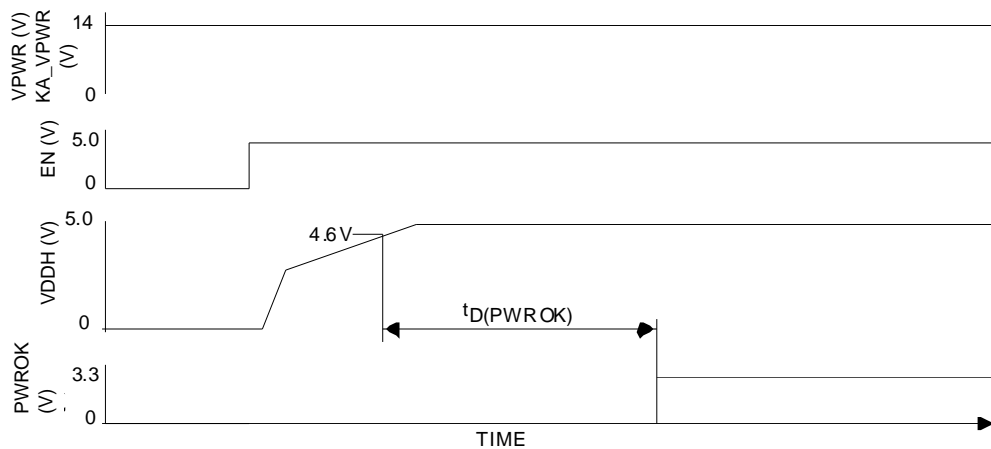 VPWR (V)
KA_VPWR
(V)
14
0
EN (V)
5.0
0
VDDH (V)
5.0
4.6 V
0
tD(PWROK)
PWROK
(V)
3.3
0
TIME